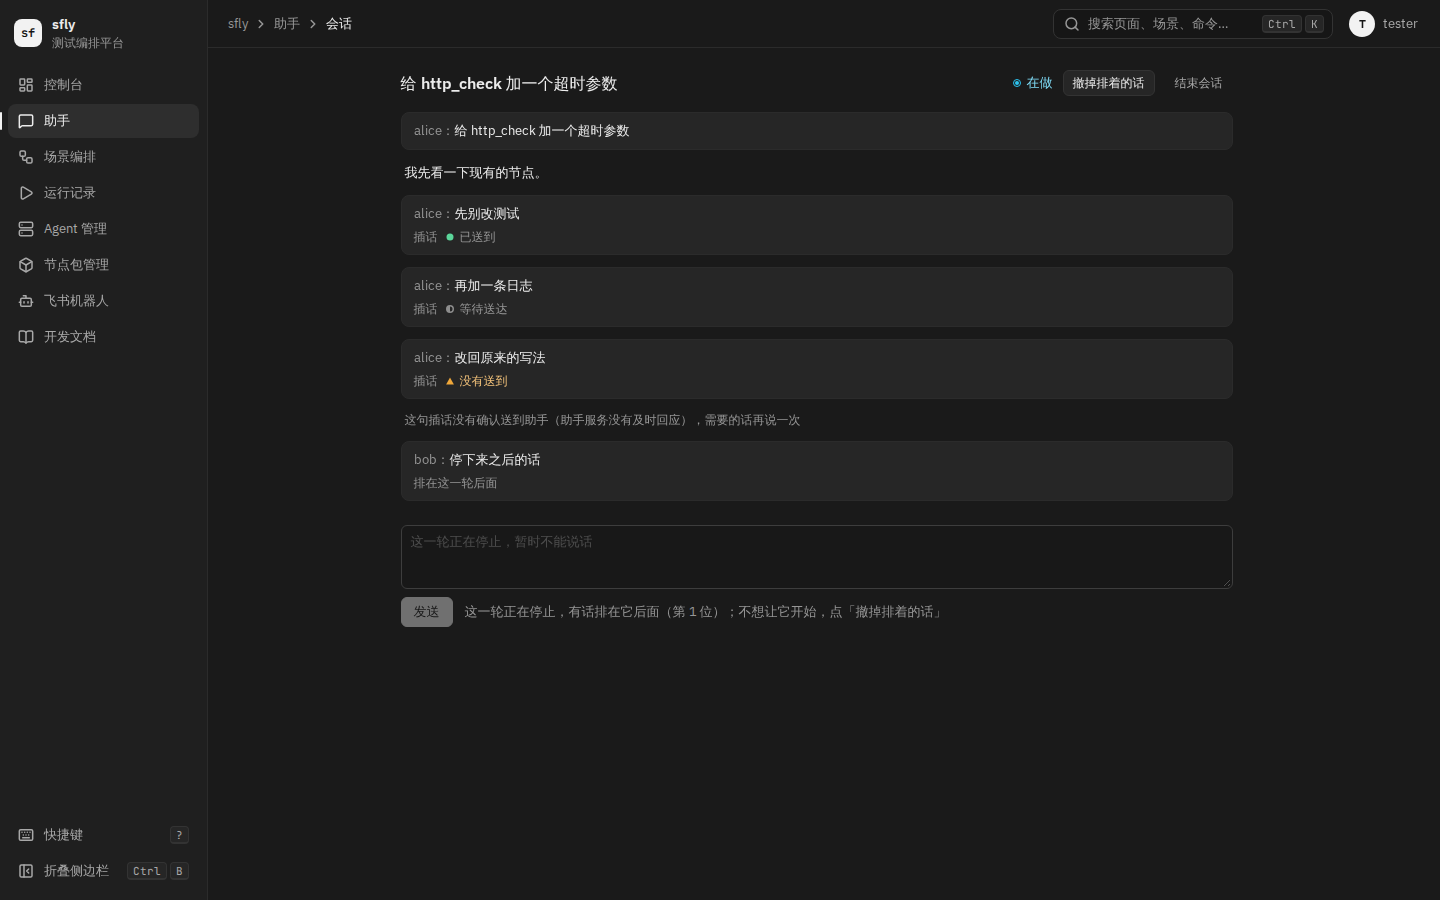 sf
sfly
测试编排平台
控制台
助手
场景编排
运行记录
Agent 管理
节点包管理
飞书机器人
开发文档
快捷键 ?
折叠侧边栏 Ctrl B
sfly > 助手 > 会话
搜索页面、场景、命令... Ctrl K
T tester
给 http_check 加一个超时参数
在做 撤掉排着的话 结束会话
alice：给 http_check 加一个超时参数
我先看一下现有的节点。
alice：先别改测试
插话 已送到
alice：再加一条日志
插话 等待送达
alice：改回原来的写法
插话 没有送到
这句插话没有确认送到助手（助手服务没有及时回应），需要的话再说一次
bob：停下来之后的话
排在这一轮后面
这一轮正在停止，暂时不能说话
发送 这一轮正在停止，有话排在它后面（第 1 位）；不想让它开始，点「撤掉排着的话」